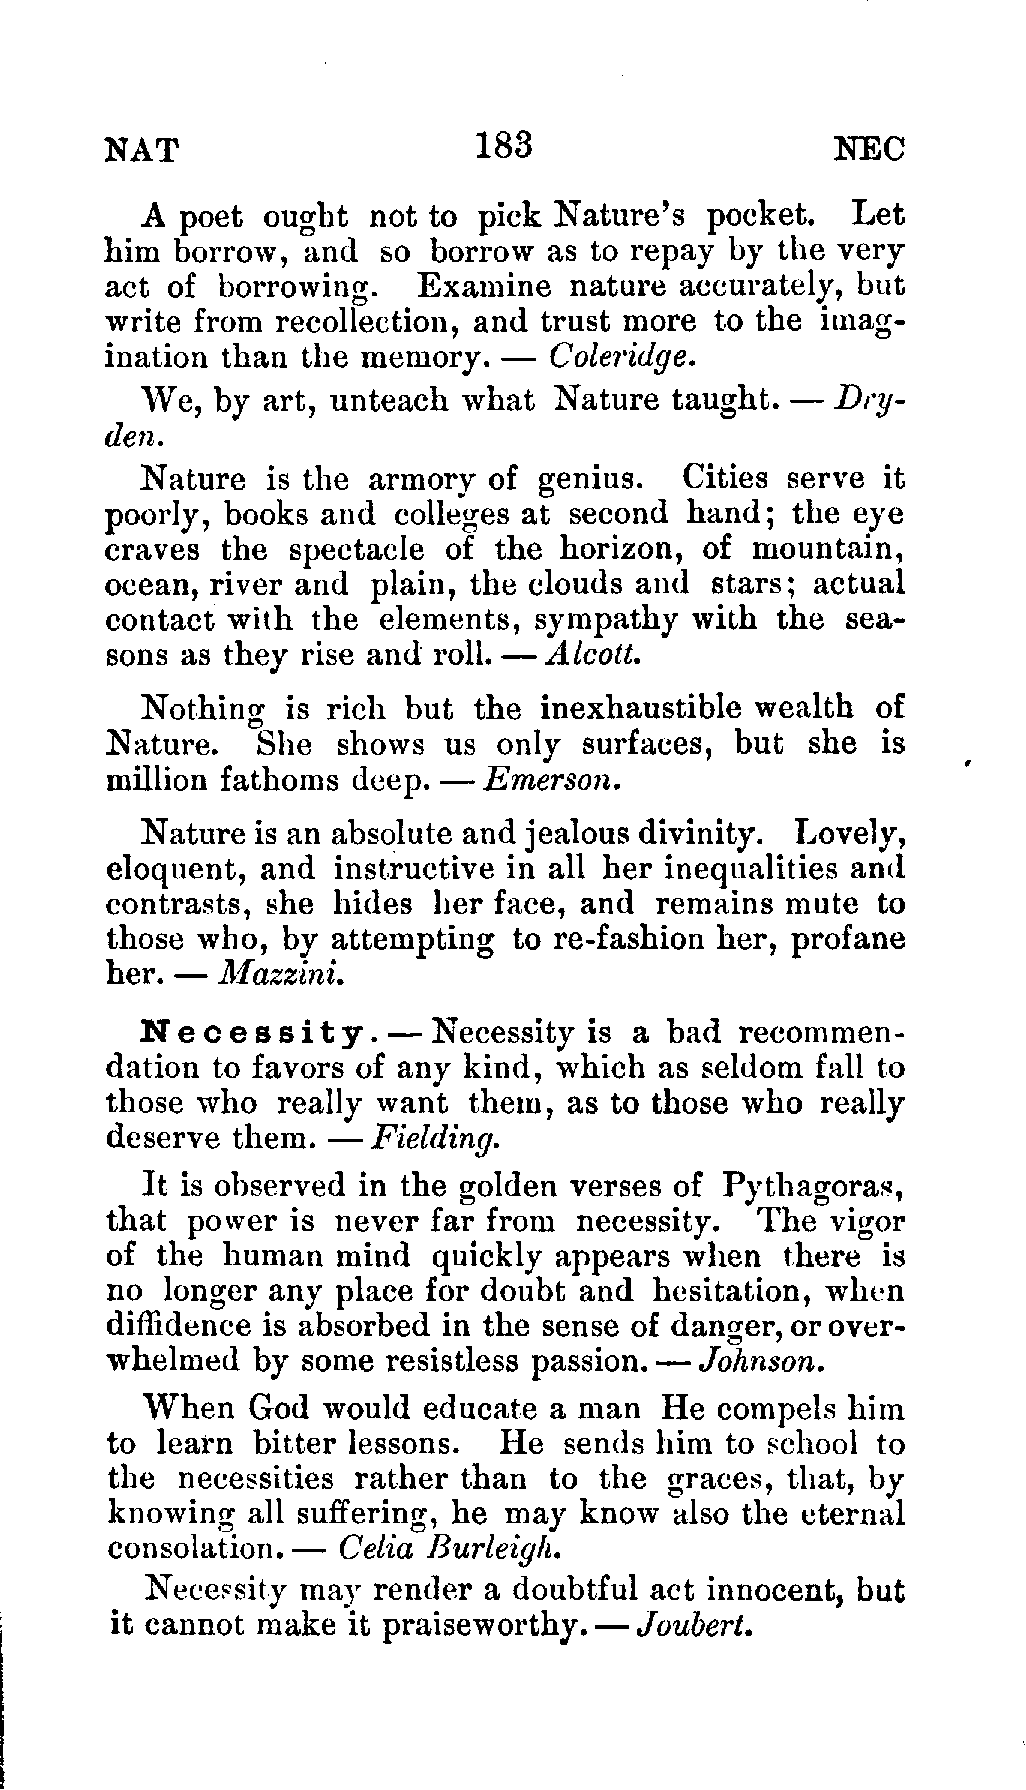 NAT 183 NEC
A poet ought not to pick Nature's pocket. Let
him borrow, and so borrow as to repay by the very
act of borrowing. Examine nature accurately, but
write from recollection, and trust more to the imag-
ination than the memory. — Coleridge.
We, by art, unteach what Nature taught. — Dry-
den.
Nature is the armory of genius. Cities serve it
poorly, books and colleges at second hand; the eye
craves the spectacle of the horizon, of mountain,
ocean, river and plain, the clouds and stars; actual
contact with the elements, sympathy with the sea-
sons as they rise and roll. — Alcott.
Nothing is rich but the inexhaustible wealth of
Nature. She shows us only surfaces, but she is
million fathoms deep. — Emerson.
Nature is an absolute and jealous divinity. Lovely,
eloquent, and instructive in all her inequalities and
contrasts, she hides her face, and remains mute to
those who, by attempting to re-fashion her, profane
her. — Mazzini.
Necessity. — Necessity is a bad recommen-
dation to favors of any kind, which as seldom fall to
those who really want them, as to those who really
deserve them. — Fielding.
It is observed in the golden verses of Pythagoras,
that power is never far from necessity. The vigor
of the human mind quickly appears when there is
no longer any place for doubt and hesitation, when
diffidence is absorbed in the sense of danger, or over-
whelmed by some resistless passion. — Johnson.
When God would educate a man He compels him
to learn bitter lessons. He sends him to school to
the necessities rather than to the graces, that, by
knowing all suffering, he may know also the eternal
consolation. — Celia Burleigh.
Necessity may render a doubtful act innocent, but
it cannot make it praiseworthy. — Joubert.